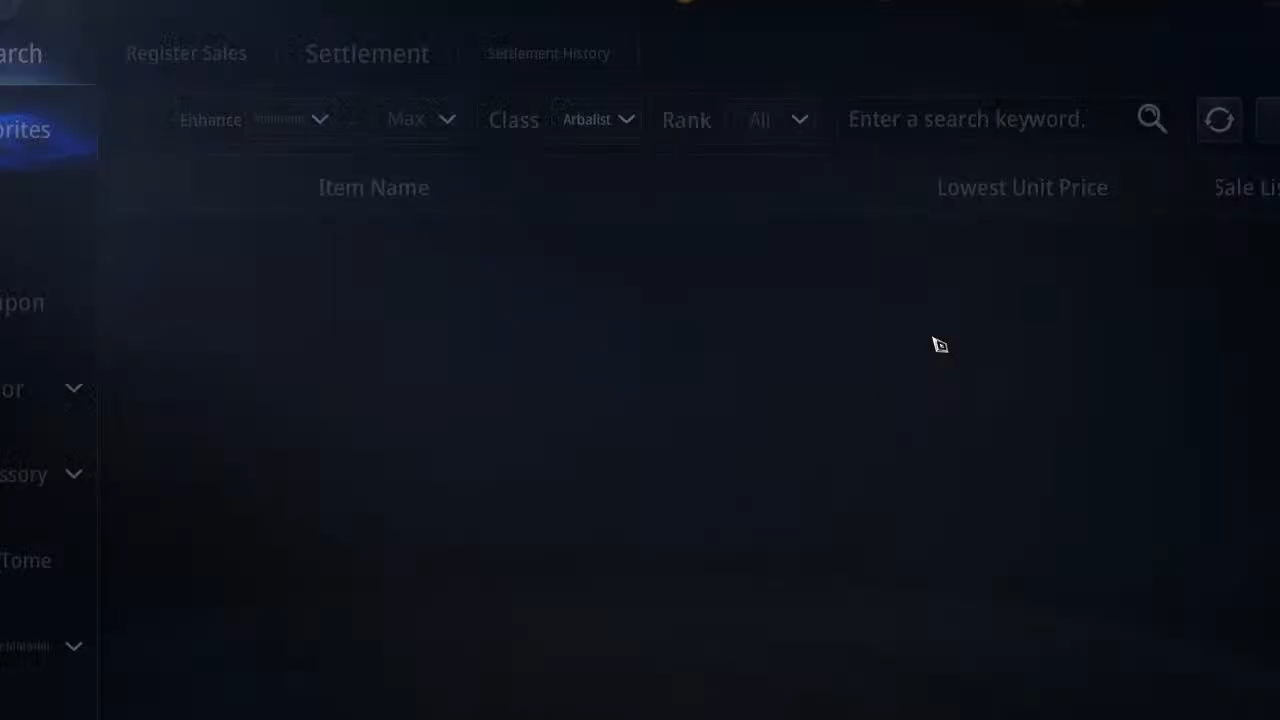 arch Register Sales Settlement Settlement History
orites Enhance Max Class Arbalist Rank All Enter a search keyword.
Item Name Lowest Unit Price Sale Li
apon
or
ssory
Tome